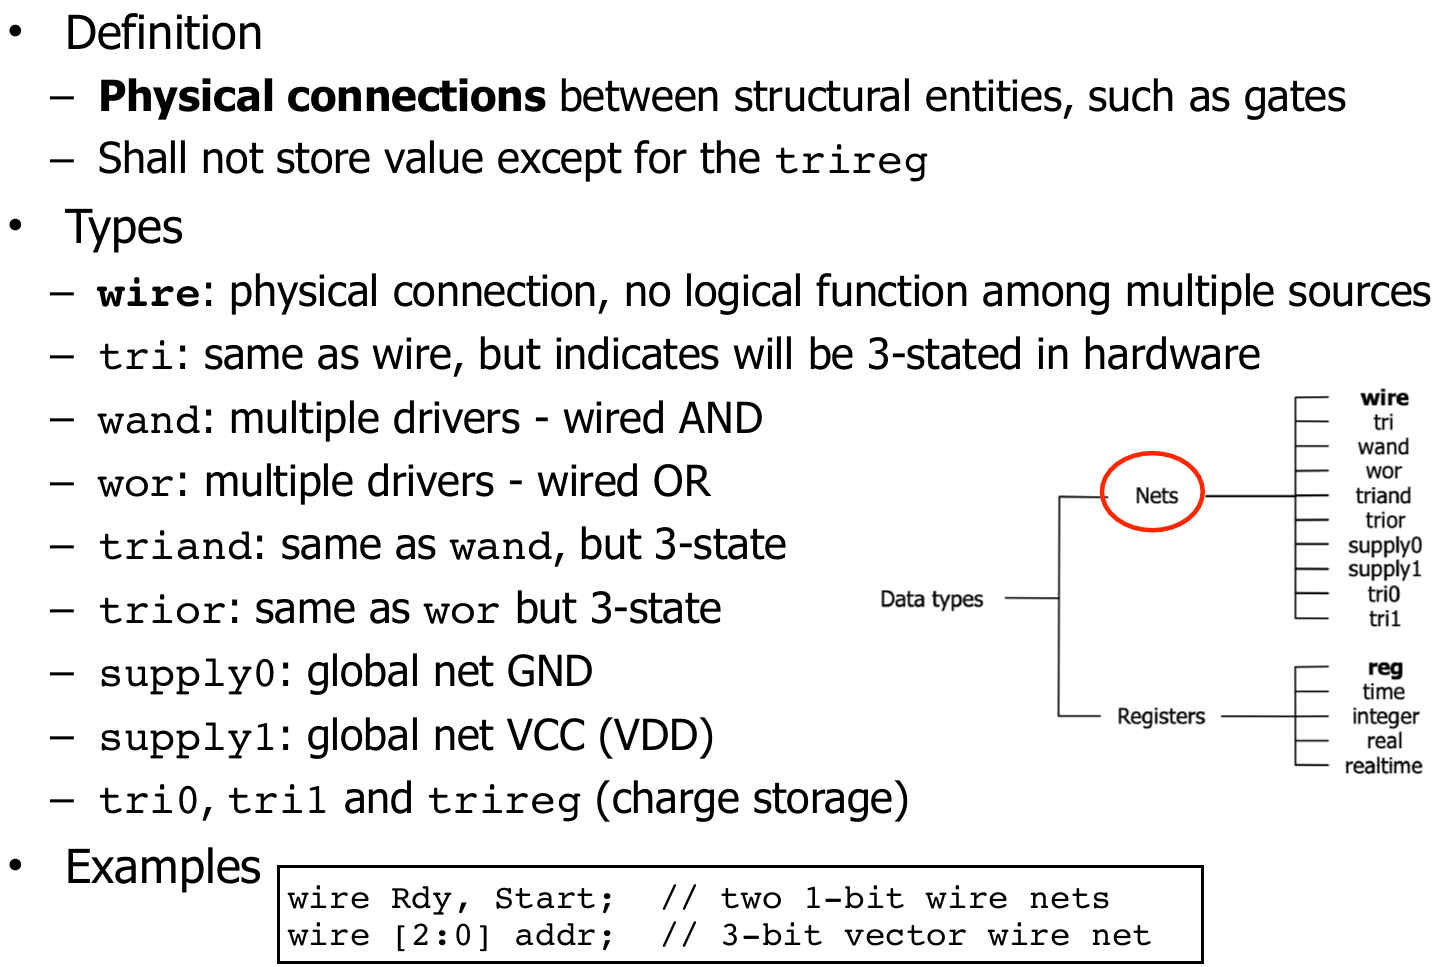 • Definition
– Physical connections between structural entities, such as gates
– Shall not store value except for the trireg
• Types
– wire: physical connection, no logical function among multiple sources
– tri: same as wire, but indicates will be 3-stated in hardware
– wand: multiple drivers - wired AND
– wor: multiple drivers - wired OR
– triand: same as wand, but 3-state
– trior: same as wor but 3-state
– supply0: global net GND
– supply1: global net VCC (VDD)
– tri0, tri1 and trireg (charge storage)
• Examples
wire Rdy, Start;  // two 1-bit wire nets
wire [2:0] addr;  // 3-bit vector wire net
Data types
Nets
wire
tri
wand
wor
triand
trior
supply0
supply1
tri0
tri1
Registers
reg
time
integer
real
realtime